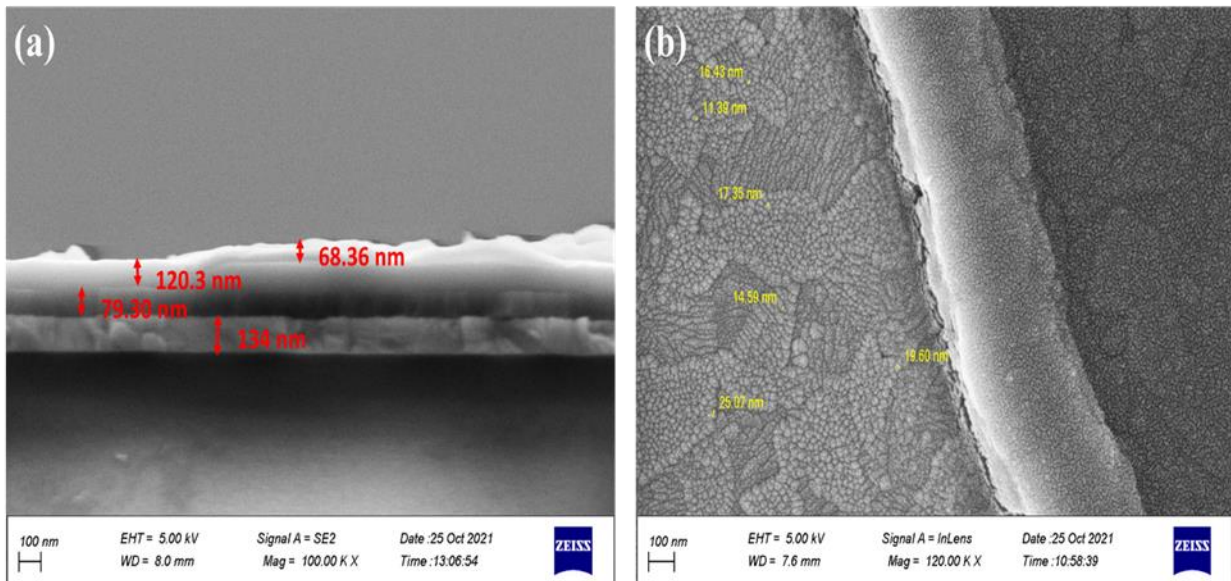 (a)
68.36 nm
120.3 nm
79.30 nm
134 nm
100 nm
EHT = 5.00 kV
WD = 8.0 mm
Signal A = SE2
Mag = 100.00 K X
Date :25 Oct 2021
Time :13:06:54
ZEISS
(b)
16.43 nm
11.39 nm
17.35 nm
14.59 nm
19.60 nm
25.07 nm
100 nm
EHT = 5.00 kV
WD = 7.6 mm
Signal A = InLens
Mag = 120.00 K X
Date :25 Oct 2021
Time :10:58:39
ZEISS